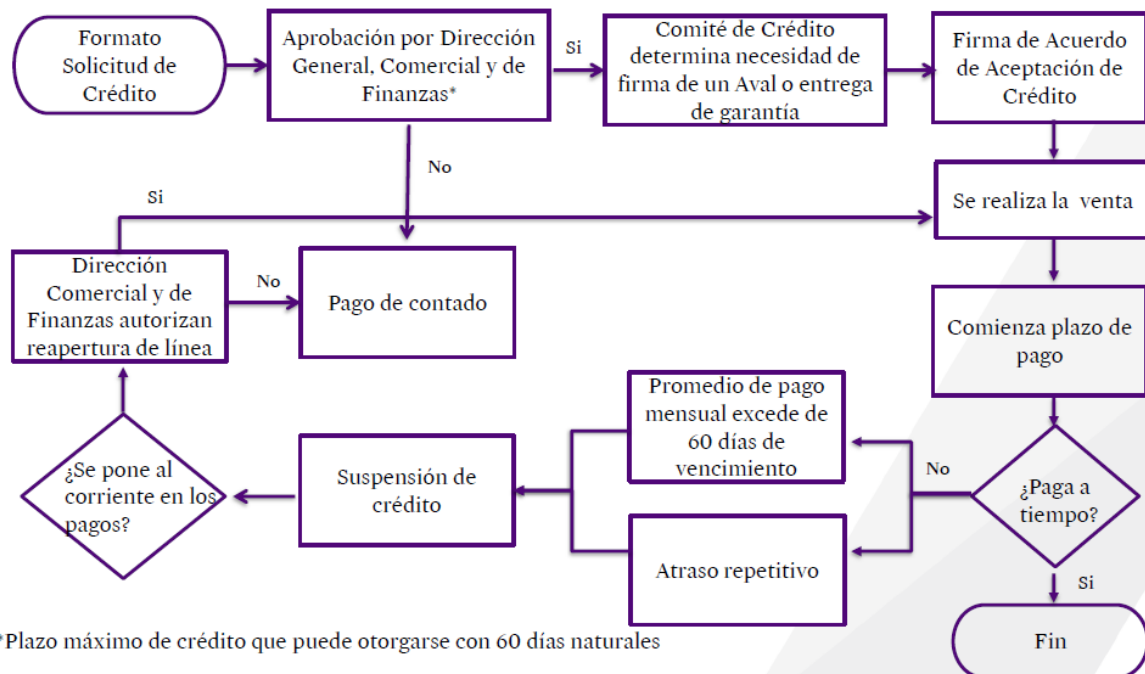 Formato
Solicitud de
Crédito
Aprobación por Dirección
General, Comercial y de
Finanzas*
Si
Comité de Crédito
determina necesidad de
firma de un Aval o entrega
de garantía
Firma de Acuerdo
de Aceptación de
Crédito
No
Si
Se realiza la venta
Dirección
Comercial y de
Finanzas autorizan
reapertura de línea
No
Pago de contado
Comienza plazo de
pago
Promedio de pago
mensual excede de
60 días de
vencimiento
¿Se pone al
corriente en los
pagos?
Suspensión de
crédito
No
¿Paga a
tiempo?
Atraso repetitivo
Si
Fin
*Plazo máximo de crédito que puede otorgarse con 60 días naturales